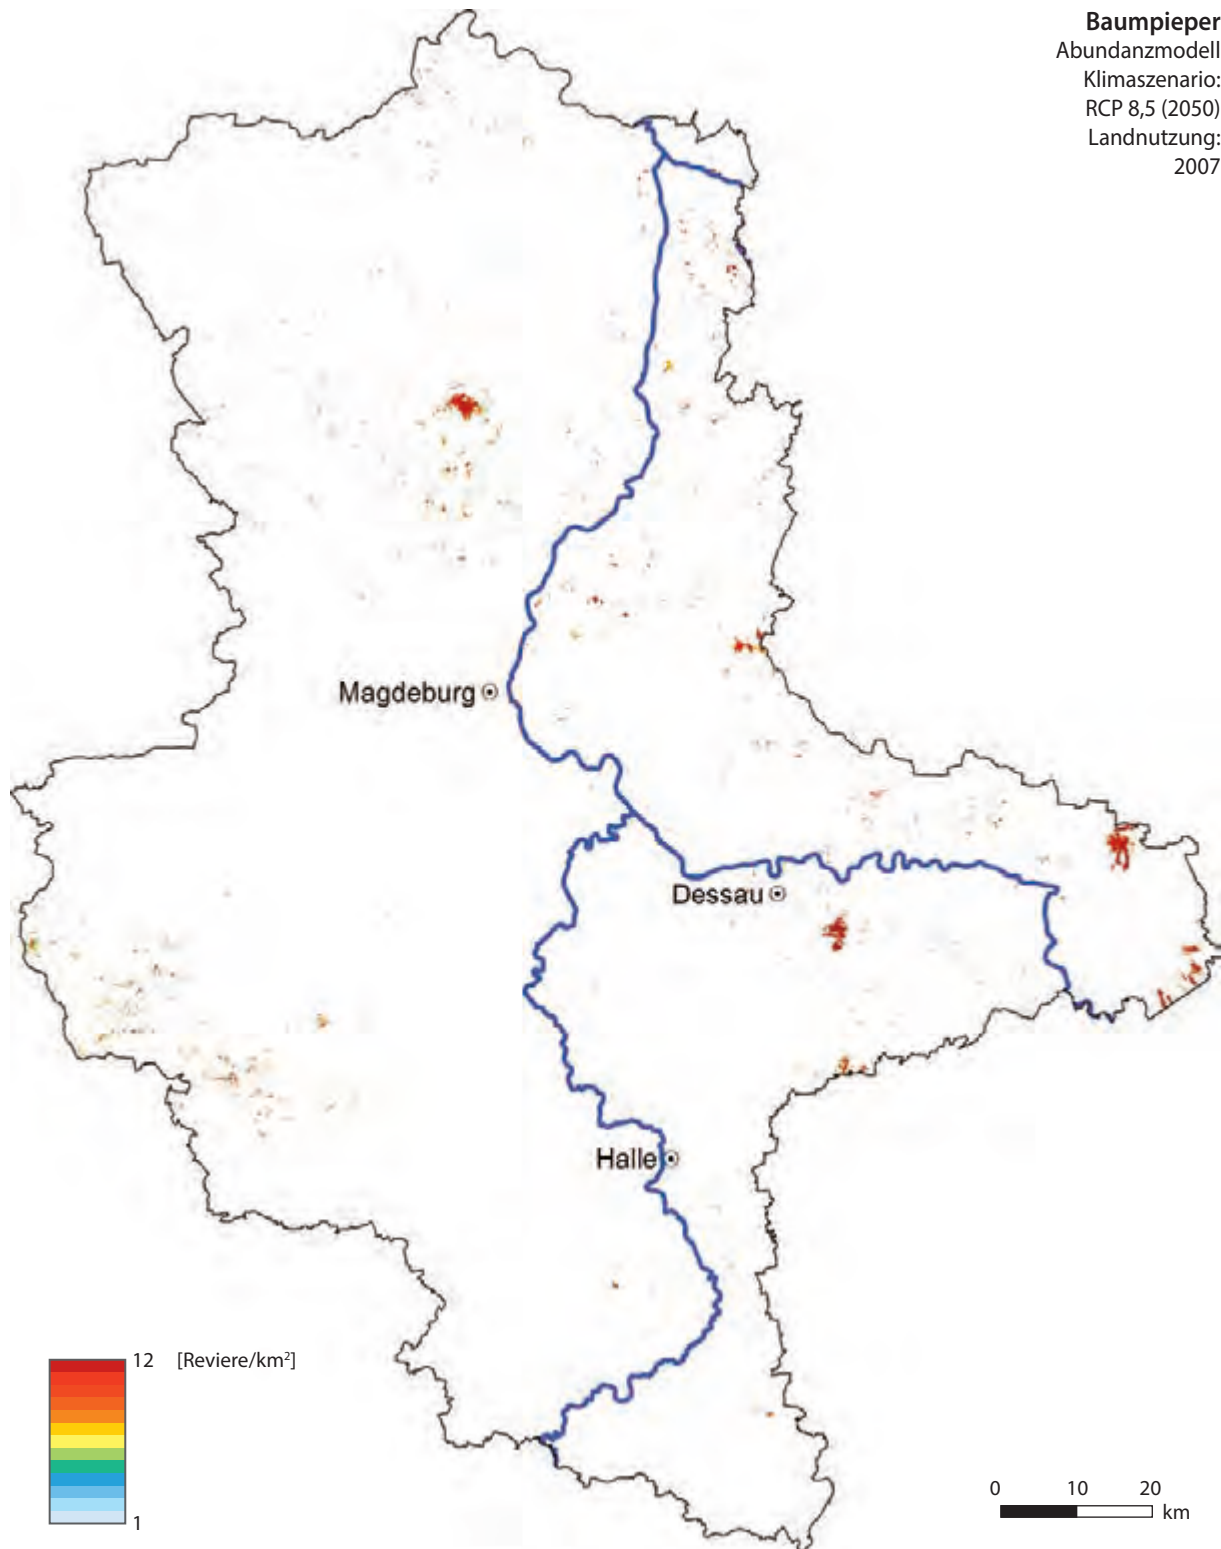 Baumpieper
Abundanzmodell
Klimaszenario:
RCP 8,5 (2050)
Landnutzung:
2007
Magdeburg
Dessau
Halle
12 [Reviere/km²]
1
0 10 20
km